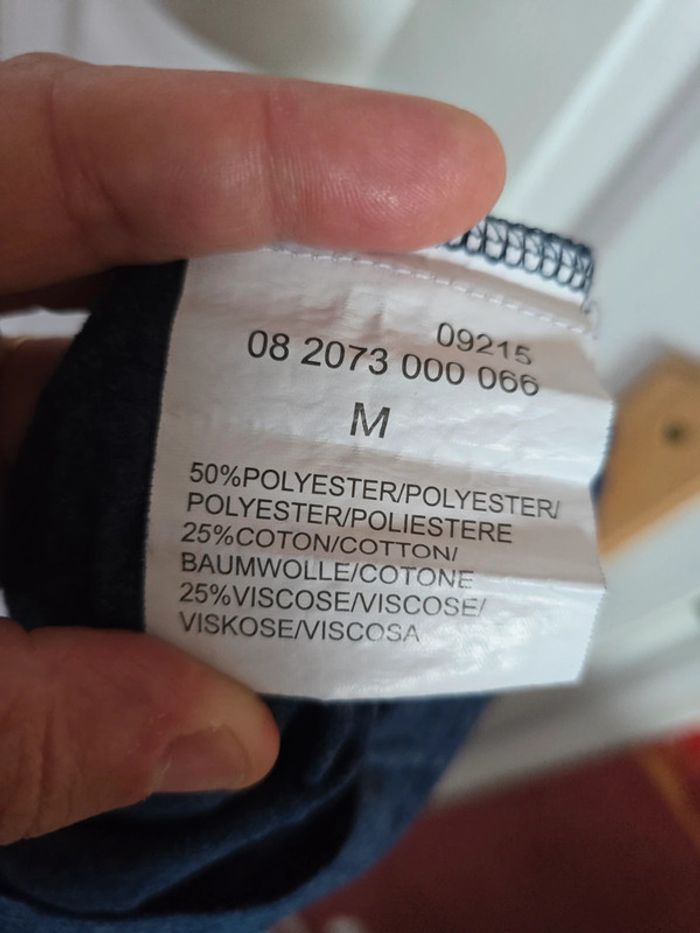 09215
08 2073 000 066
M
50%POLYESTER/POLYESTER/
POLYESTER/POLIESTERE
25%COTON/COTTON/
BAUMWOLLE/COTONE
25%VISCOSE/VISCOSE/
VISKOSE/VISCOSA